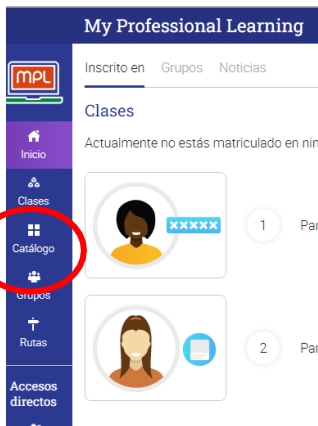 My Professional Learning
MPL
Inscrito en Grupos Noticias
Clases
Actualmente no estás matriculado en nin
Inicio
Clases
Catálogo
Grupos
Rutas
Accesos
directos
xxxxx
1 Par
2 Par